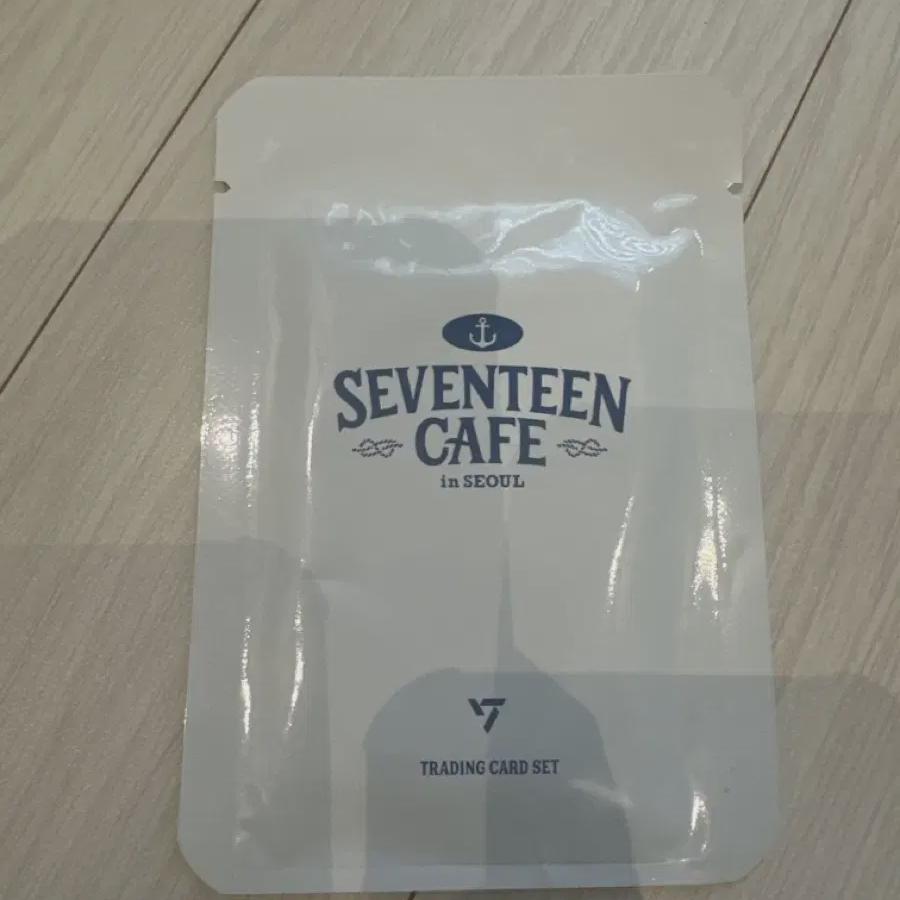 SEVENTEEN
CAFE
in SEOUL
TRADING CARD SET